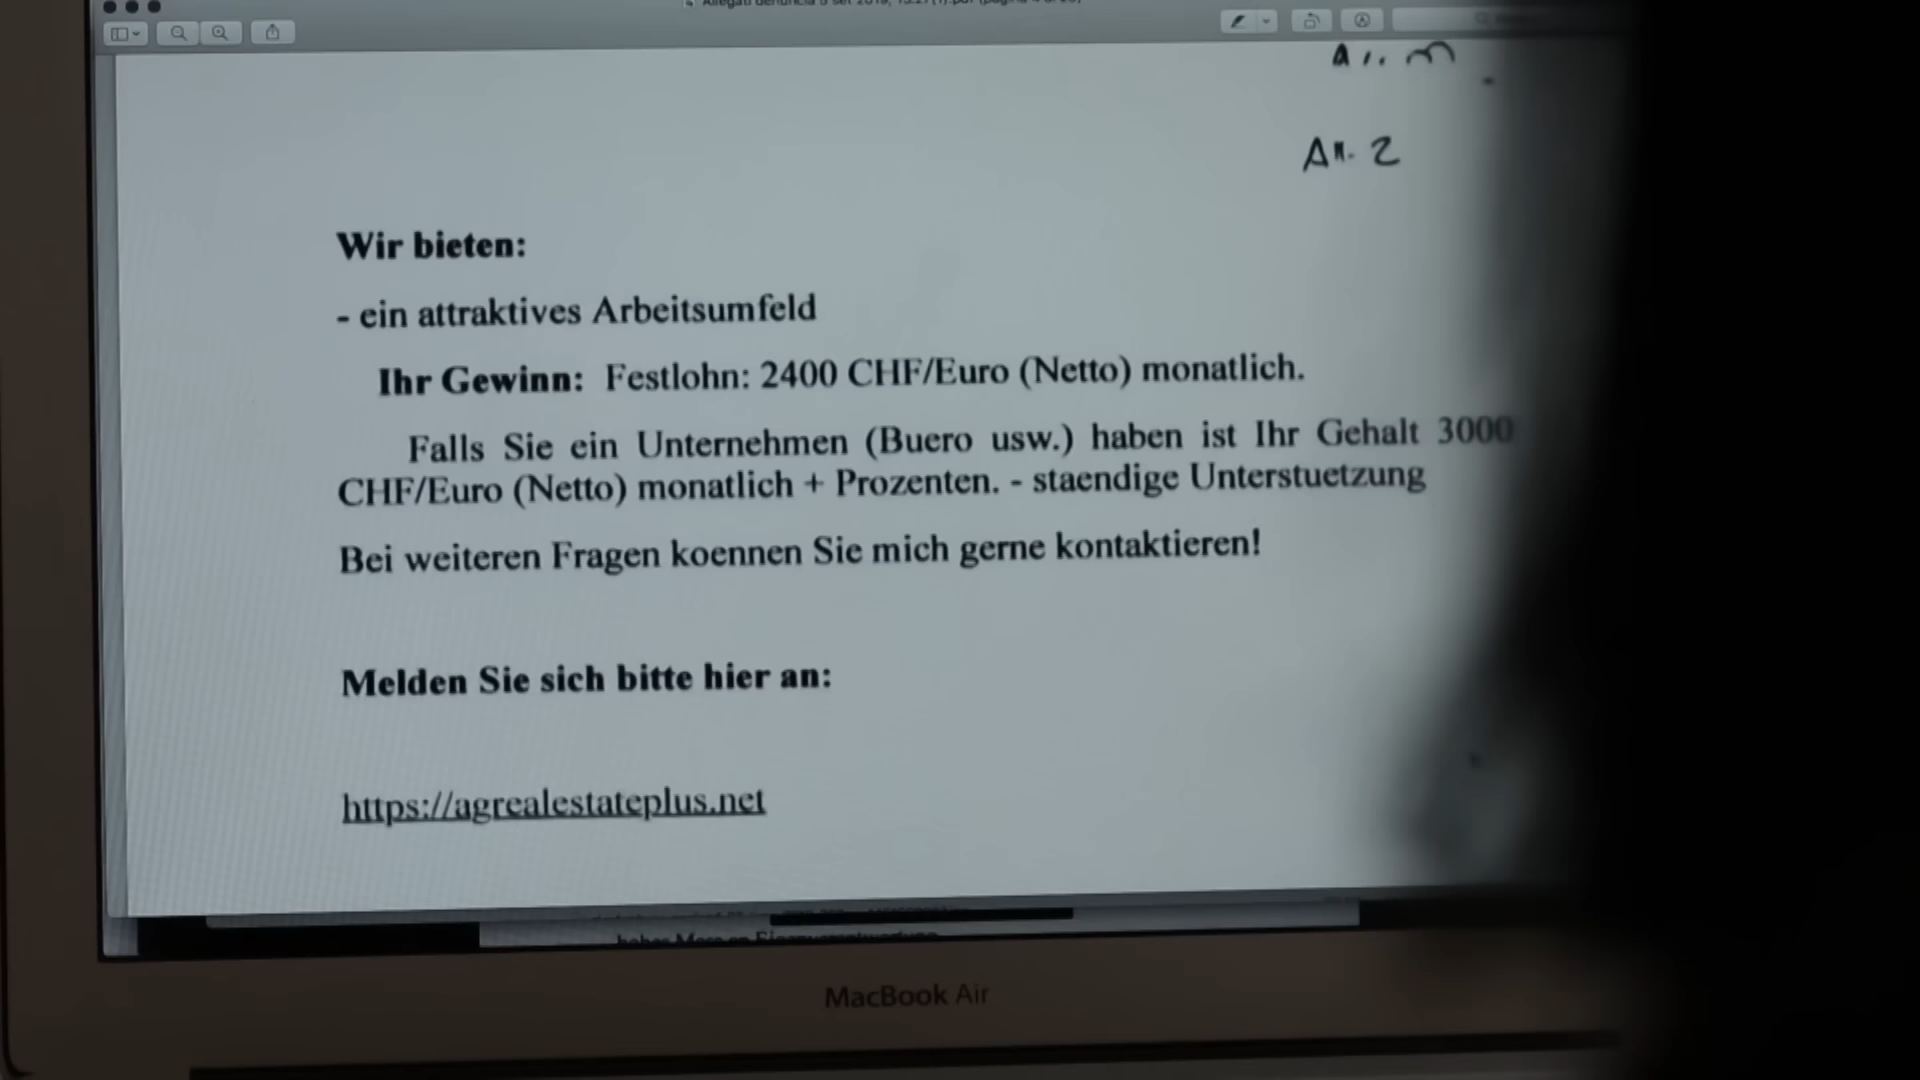 All. 2
Wir bieten:
- ein attraktives Arbeitsumfeld
Ihr Gewinn: Festlohn: 2400 CHF/Euro (Netto) monatlich.
Falls Sie ein Unternehmen (Buero usw.) haben ist Ihr Gehalt 3000
CHF/Euro (Netto) monatlich + Prozenten. - staendige Unterstuetzung
Bei weiteren Fragen koennen Sie mich gerne kontaktieren!
Melden Sie sich bitte hier an:
https://agrealestateplus.net
MacBook Air